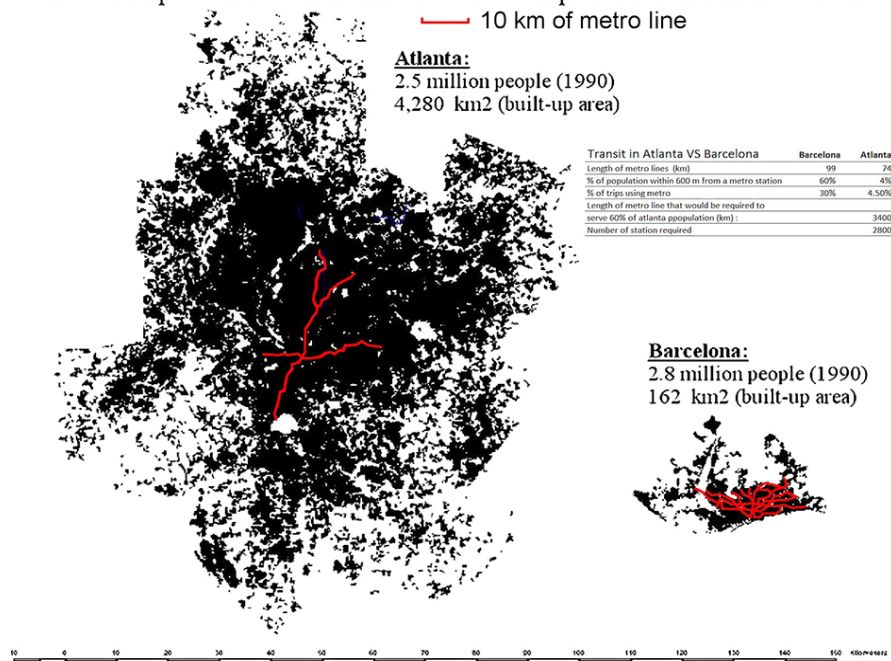 10 km of metro line
Atlanta:
2.5 million people (1990)
4,280 km2 (built-up area)
Transit in Atlanta VS Barcelona Barcelona Atlanta
Length of metro lines (km) 99 74
% of population within 600 m from a metro station 60% 4%
% of trips using metro 30% 4.50%
Length of metro line that would be required to
serve 60% of atlanta ppopulation (km) : 3400
Number of station required 2800
Barcelona:
2.8 million people (1990)
162 km2 (built-up area)
10 0 10 20 30 40 50 60 70 80 90 100 110 120 130 140 150 Kilometers